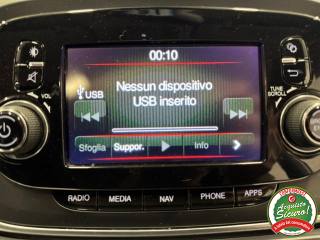 00:10
Nessun dispositivo
USB inserito
USB
VOL
TUNE
SCROLL
Sfoglia Suppor. Info
RADIO MEDIA NAV PHONE APPS
Acquisto
Sicuro!